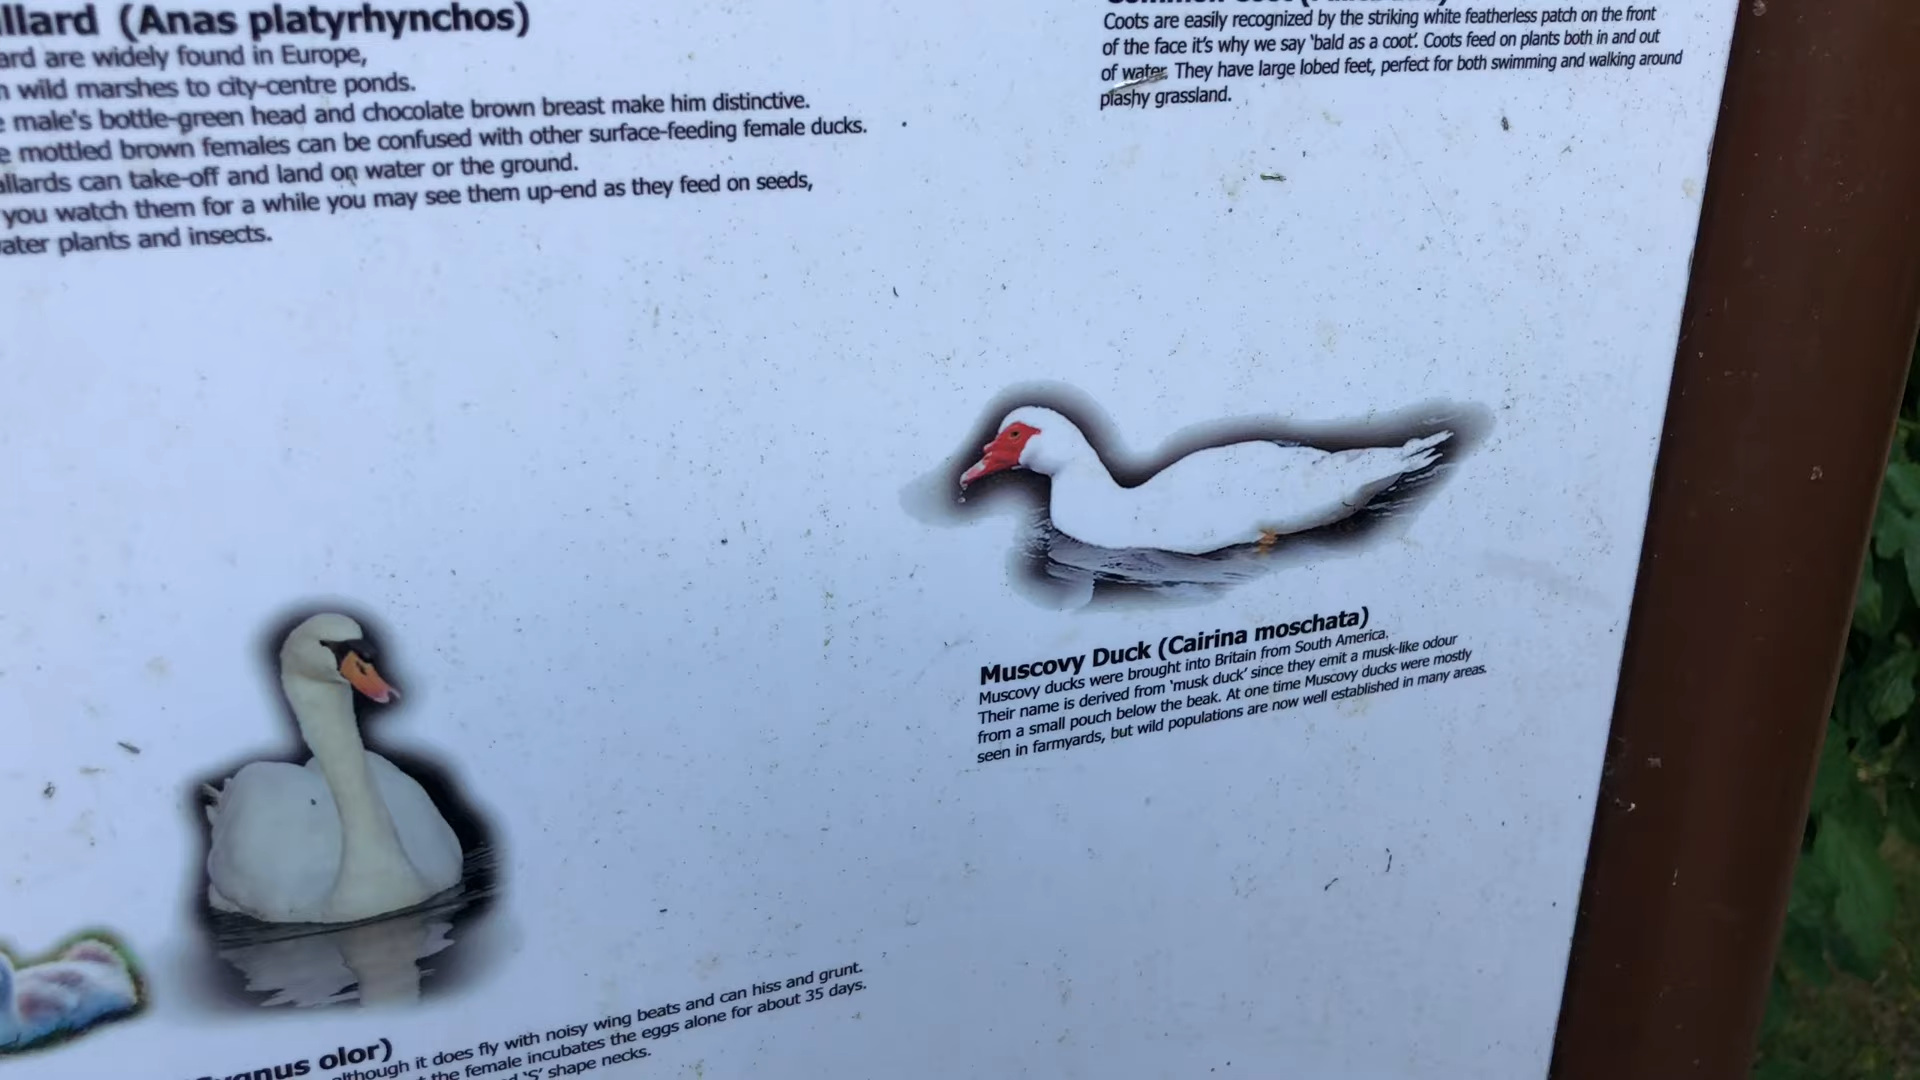 (Anas platyrhynchos)
are widely found in Europe,
wild marshes to city-centre ponds.
male's bottle-green head and chocolate brown breast make him distinctive.
mottled brown females can be confused with other surface-feeding female ducks.
can take-off and land on water or the ground.
you watch them for a while you may see them up-end as they feed on seeds,
plants and insects.
Coots are easily recognized by the striking white featherless patch on the front
of the face it's why we say 'bald as a coot'. Coots feed on plants both in and out
of water. They have large lobed feet, perfect for both swimming and walking around
plashy grassland.
Muscovy Duck (Cairina moschata)
Muscovy ducks were brought into Britain from South America.
Their name is derived from 'musk duck' since they emit a musk-like odour
from a small pouch below the beak. At one time Muscovy ducks were mostly
seen in farmyards, but wild populations are now well established in many areas.
olor)
although it does fly with noisy wing beats and can hiss and grunt.
the female incubates the eggs alone for about 35 days.
'S' shape necks.